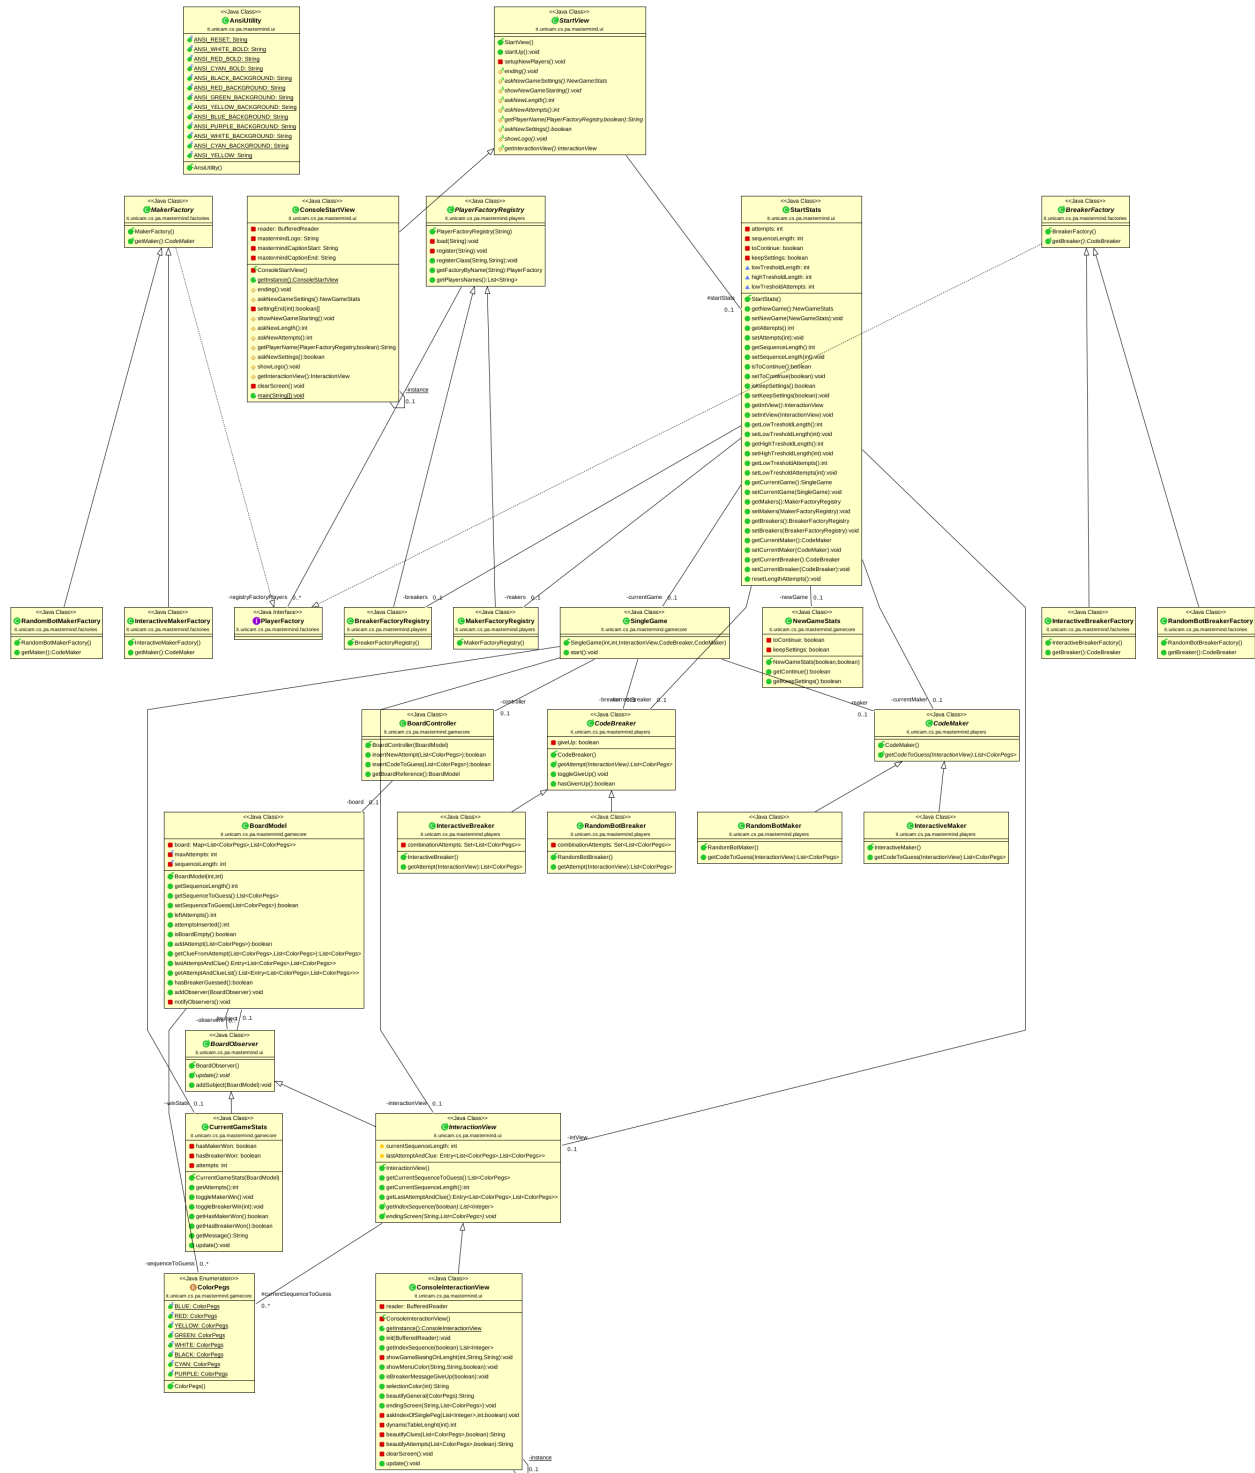 <<Java Class>>
AnsiUtility
it.unicam.cs.pa.mastermind.ui
ANSI_RESET: String
ANSI_WHITE_BOLD: String
ANSI_RED_BOLD: String
ANSI_CYAN_BOLD: String
ANSI_BLACK_BACKGROUND: String
ANSI_RED_BACKGROUND: String
ANSI_GREEN_BACKGROUND: String
ANSI_YELLOW_BACKGROUND: String
ANSI_BLUE_BACKGROUND: String
ANSI_PURPLE_BACKGROUND: String
ANSI_WHITE_BACKGROUND: String
ANSI_CYAN_BACKGROUND: String
ANSI_YELLOW: String
AnsiUtility()
<<Java Class>>
StartView
it.unicam.cs.pa.mastermind.ui
StartView()
startUp():void
setupNewPlayers():void
ending():void
askNewGameSettings():NewGameStats
showNewGameStarting():void
askNewLength():int
askNewAttempts():int
getPlayerName(PlayerFactoryRegistry,boolean):String
askNewSettings():boolean
showLogo():void
getInteractionView():InteractionView
<<Java Class>>
MakerFactory
it.unicam.cs.pa.mastermind.factories
MakerFactory()
getMaker():CodeMaker
<<Java Class>>
ConsoleStartView
it.unicam.cs.pa.mastermind.ui
reader: BufferedReader
mastermindLogo: String
mastermindCaptionStart: String
mastermindCaptionEnd: String
ConsoleStartView()
getInstance():ConsoleStartView
ending():void
askNewGameSettings():NewGameStats
settingEnd(int):boolean[]
showNewGameStarting():void
askNewLength():int
askNewAttempts():int
getPlayerName(PlayerFactoryRegistry,boolean):String
askNewSettings():boolean
showLogo():void
getInteractionView():InteractionView
clearScreen():void
main(String[]):void
-instance
0..1
<<Java Class>>
PlayerFactoryRegistry
it.unicam.cs.pa.mastermind.players
PlayerFactoryRegistry(String)
load(String):void
register(String):void
registerClass(String,String):void
getFactoryByName(String):PlayerFactory
getPlayersNames():List<String>
#startStats
0..1
<<Java Class>>
StartStats
it.unicam.cs.pa.mastermind.ui
attempts: int
sequenceLength: int
toContinue: boolean
keepSettings: boolean
lowTresholdLength: int
highTresholdLength: int
lowTresholdAttempts: int
StartStats()
getNewGame():NewGameStats
setNewGame(NewGameStats):void
getAttempts():int
setAttempts(int):void
getSequenceLength():int
setSequenceLength(int):void
isToContinue():boolean
setToContinue(boolean):void
isKeepSettings():boolean
setKeepSettings(boolean):void
getIntView():InteractionView
setIntView(InteractionView):void
getLowTresholdLength():int
setLowTresholdLength(int):void
getHighTresholdLength():int
setHighTresholdLength(int):void
getLowTresholdAttempts():int
setLowTresholdAttempts(int):void
getCurrentGame():SingleGame
setCurrentGame(SingleGame):void
getMakers():MakerFactoryRegistry
setMakers(MakerFactoryRegistry):void
getBreakers():BreakerFactoryRegistry
setBreakers(BreakerFactoryRegistry):void
getCurrentMaker():CodeMaker
setCurrentMaker(CodeMaker):void
getCurrentBreaker():CodeBreaker
setCurrentBreaker(CodeBreaker):void
resetLengthAttempts():void
<<Java Class>>
BreakerFactory
it.unicam.cs.pa.mastermind.factories
BreakerFactory()
getBreaker():CodeBreaker
<<Java Class>>
RandomBotMakerFactory
it.unicam.cs.pa.mastermind.factories
RandomBotMakerFactory()
getMaker():CodeMaker
<<Java Class>>
InteractiveMakerFactory
it.unicam.cs.pa.mastermind.factories
InteractiveMakerFactory()
getMaker():CodeMaker
-registryFactoryPlayers 0..*
<<Java Interface>>
PlayerFactory
it.unicam.cs.pa.mastermind.factories
-breakers 0..1
<<Java Class>>
BreakerFactoryRegistry
it.unicam.cs.pa.mastermind.players
BreakerFactoryRegistry()
-makers 0..1
<<Java Class>>
MakerFactoryRegistry
it.unicam.cs.pa.mastermind.players
MakerFactoryRegistry()
-currentGame 0..1
<<Java Class>>
SingleGame
it.unicam.cs.pa.mastermind.gamecore
SingleGame(int,int,InteractionView,CodeBreaker,CodeMaker)
start():void
-newGame 0..1
<<Java Class>>
NewGameStats
it.unicam.cs.pa.mastermind.gamecore
toContinue: boolean
keepSettings: boolean
NewGameStats(boolean,boolean)
getContinue():boolean
getKeepSettings():boolean
<<Java Class>>
InteractiveBreakerFactory
it.unicam.cs.pa.mastermind.factories
InteractiveBreakerFactory()
getBreaker():CodeBreaker
<<Java Class>>
RandomBotBreakerFactory
it.unicam.cs.pa.mastermind.factories
RandomBotBreakerFactory()
getBreaker():CodeBreaker
-controller
0..1
<<Java Class>>
BoardController
it.unicam.cs.pa.mastermind.gamecore
BoardController(BoardModel)
insertNewAttempt(List<ColorPegs>):boolean
insertCodeToGuess(List<ColorPegs>):boolean
getBoardReference():BoardModel
0..1
<<Java Class>>
CodeBreaker
it.unicam.cs.pa.mastermind.players
giveUp: boolean
CodeBreaker()
getAttempt(InteractionView):List<ColorPegs>
toggleGiveUp():void
hasGivenUp():boolean
-maker
0..1
-currentMaker 0..1
<<Java Class>>
CodeMaker
it.unicam.cs.pa.mastermind.players
CodeMaker()
getCodeToGuess(InteractionView):List<ColorPegs>
-board 0..1
<<Java Class>>
BoardModel
it.unicam.cs.pa.mastermind.gamecore
board: Map<List<ColorPegs>,List<ColorPegs>>
maxAttempts: int
sequenceLength: int
BoardModel(int,int)
getSequenceLength():int
getSequenceToGuess():List<ColorPegs>
setSequenceToGuess(List<ColorPegs>):boolean
leftAttempts():int
attemptsInserted():int
isBoardEmpty():boolean
addAttempt(List<ColorPegs>):boolean
getClueFromAttempt(List<ColorPegs>,List<ColorPegs>):List<ColorPegs>
lastAttemptAndClue():Entry<List<ColorPegs>,List<ColorPegs>>
getAttemptAndClueList():List<Entry<List<ColorPegs>,List<ColorPegs>>>
hasBreakerGuessed():boolean
addObserver(BoardObserver):void
notifyObservers():void
<<Java Class>>
InteractiveBreaker
it.unicam.cs.pa.mastermind.players
combinationAttempts: Set<List<ColorPegs>>
InteractiveBreaker()
getAttempt(InteractionView):List<ColorPegs>
<<Java Class>>
RandomBotBreaker
it.unicam.cs.pa.mastermind.players
combinationAttempts: Set<List<ColorPegs>>
RandomBotBreaker()
getAttempt(InteractionView):List<ColorPegs>
<<Java Class>>
RandomBotMaker
it.unicam.cs.pa.mastermind.players
RandomBotMaker()
getCodeToGuess(InteractionView):List<ColorPegs>
<<Java Class>>
InteractiveMaker
it.unicam.cs.pa.mastermind.players
InteractiveMaker()
getCodeToGuess(InteractionView):List<ColorPegs>
0..1
<<Java Class>>
BoardObserver
it.unicam.cs.pa.mastermind.ui
BoardObserver()
update():void
addSubject(BoardModel):void
-winStats 0..1
<<Java Class>>
CurrentGameStats
it.unicam.cs.pa.mastermind.gamecore
hasMakerWon: boolean
hasBreakerWon: boolean
attempts: int
CurrentGameStats(BoardModel)
getAttempts():int
toggleMakerWin():void
toggleBreakerWin(int):void
getHasMakerWon():boolean
getHasBreakerWon():boolean
getMessage():String
update():void
-interactionView 0..1
<<Java Class>>
InteractionView
it.unicam.cs.pa.mastermind.ui
currentSequenceLength: int
lastAttemptAndClue: Entry<List<ColorPegs>,List<ColorPegs>>
InteractionView()
getCurrentSequenceToGuess():List<ColorPegs>
getCurrentSequenceLength():int
getLastAttemptAndClue():Entry<List<ColorPegs>,List<ColorPegs>>
getIndexSequence(boolean):List<Integer>
endingScreen(String,List<ColorPegs>):void
-intView
0..1
-sequenceToGuess 0..*
<<Java Enumeration>>
ColorPegs
it.unicam.cs.pa.mastermind.gamecore
BLUE: ColorPegs
RED: ColorPegs
YELLOW: ColorPegs
GREEN: ColorPegs
WHITE: ColorPegs
BLACK: ColorPegs
CYAN: ColorPegs
PURPLE: ColorPegs
ColorPegs()
#currentSequenceToGuess
0..*
<<Java Class>>
ConsoleInteractionView
it.unicam.cs.pa.mastermind.ui
reader: BufferedReader
ConsoleInteractionView()
getInstance():ConsoleInteractionView
init(BufferedReader):void
getIndexSequence(boolean):List<Integer>
showGameBasingOnLenght(int,String,String):void
showMenuColor(String,String,boolean):void
isBreakerMessageGiveUp(boolean):void
selectionColor(int):String
beautifyGeneral(ColorPegs):String
endingScreen(String,List<ColorPegs>):void
askIndexOfSinglePeg(List<Integer>,int,boolean):void
dynamicTableLenght(int):int
beautifyClues(List<ColorPegs>,boolean):String
beautifyAttempts(List<ColorPegs>,boolean):String
clearScreen():void
update():void
-instance
0..1